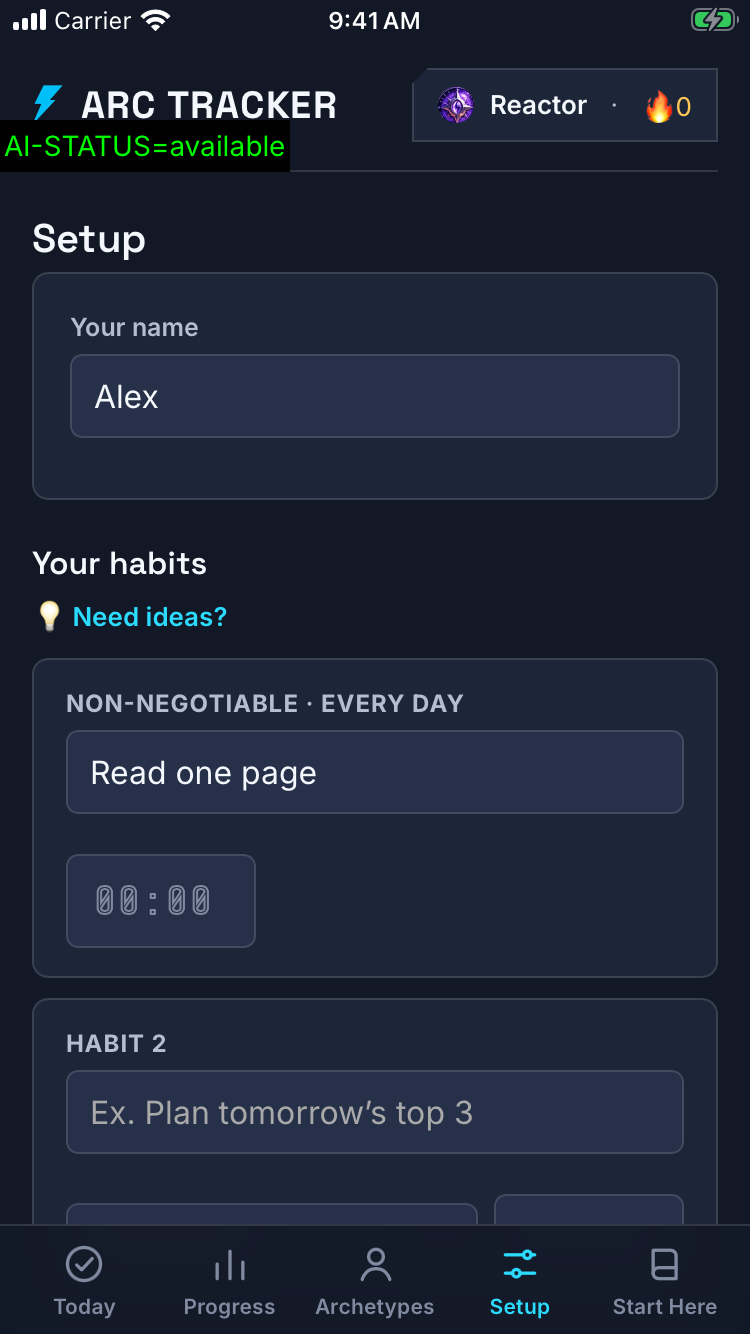 Carrier 9:41 AM
ARC TRACKER
Reactor · 🔥0
AI-STATUS=available
Setup
Your name
Alex
Your habits
💡 Need ideas?
NON-NEGOTIABLE · EVERY DAY
Read one page
00:00
HABIT 2
Ex. Plan tomorrow’s top 3
Today Progress Archetypes Setup Start Here